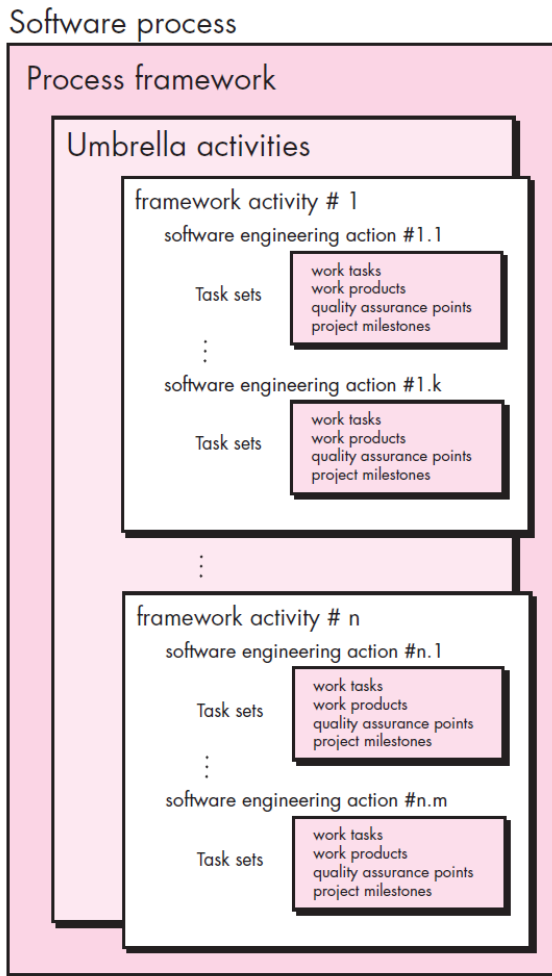 Software process
Process framework
Umbrella activities
framework activity # 1
software engineering action #1.1
Task sets
work tasks
work products
quality assurance points
project milestones
software engineering action #1.k
Task sets
work tasks
work products
quality assurance points
project milestones
framework activity # n
software engineering action #n.1
Task sets
work tasks
work products
quality assurance points
project milestones
software engineering action #n.m
Task sets
work tasks
work products
quality assurance points
project milestones